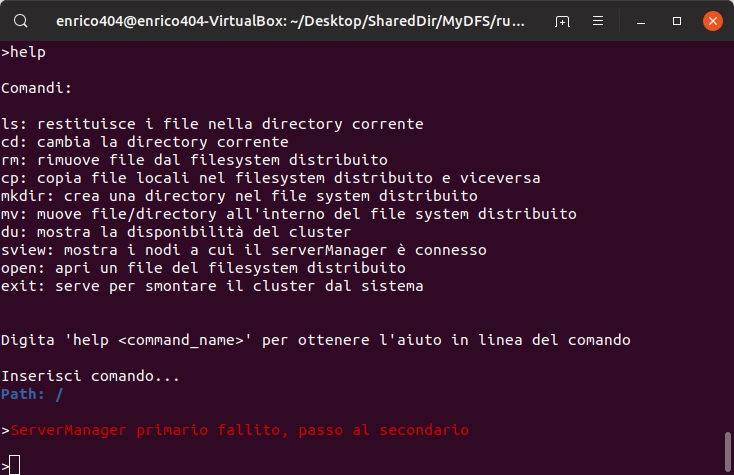 enrico404@enrico404-VirtualBox: ~/Desktop/SharedDir/MyDFS/ru...
>help
Comandi:
ls: restituisce i file nella directory corrente
cd: cambia la directory corrente
rm: rimuove file dal filesystem distribuito
cp: copia file locali nel filesystem distribuito e viceversa
mkdir: crea una directory nel file system distribuito
mv: muove file/directory all'interno del file system distribuito
du: mostra la disponibilità del cluster
sview: mostra i nodi a cui il serverManager è connesso
open: apri un file del filesystem distribuito
exit: serve per smontare il cluster dal sistema
Digita 'help <command_name>' per ottenere l'aiuto in linea del comando
Inserisci comando...
Path: /
>ServerManager primario fallito, passo al secondario
>